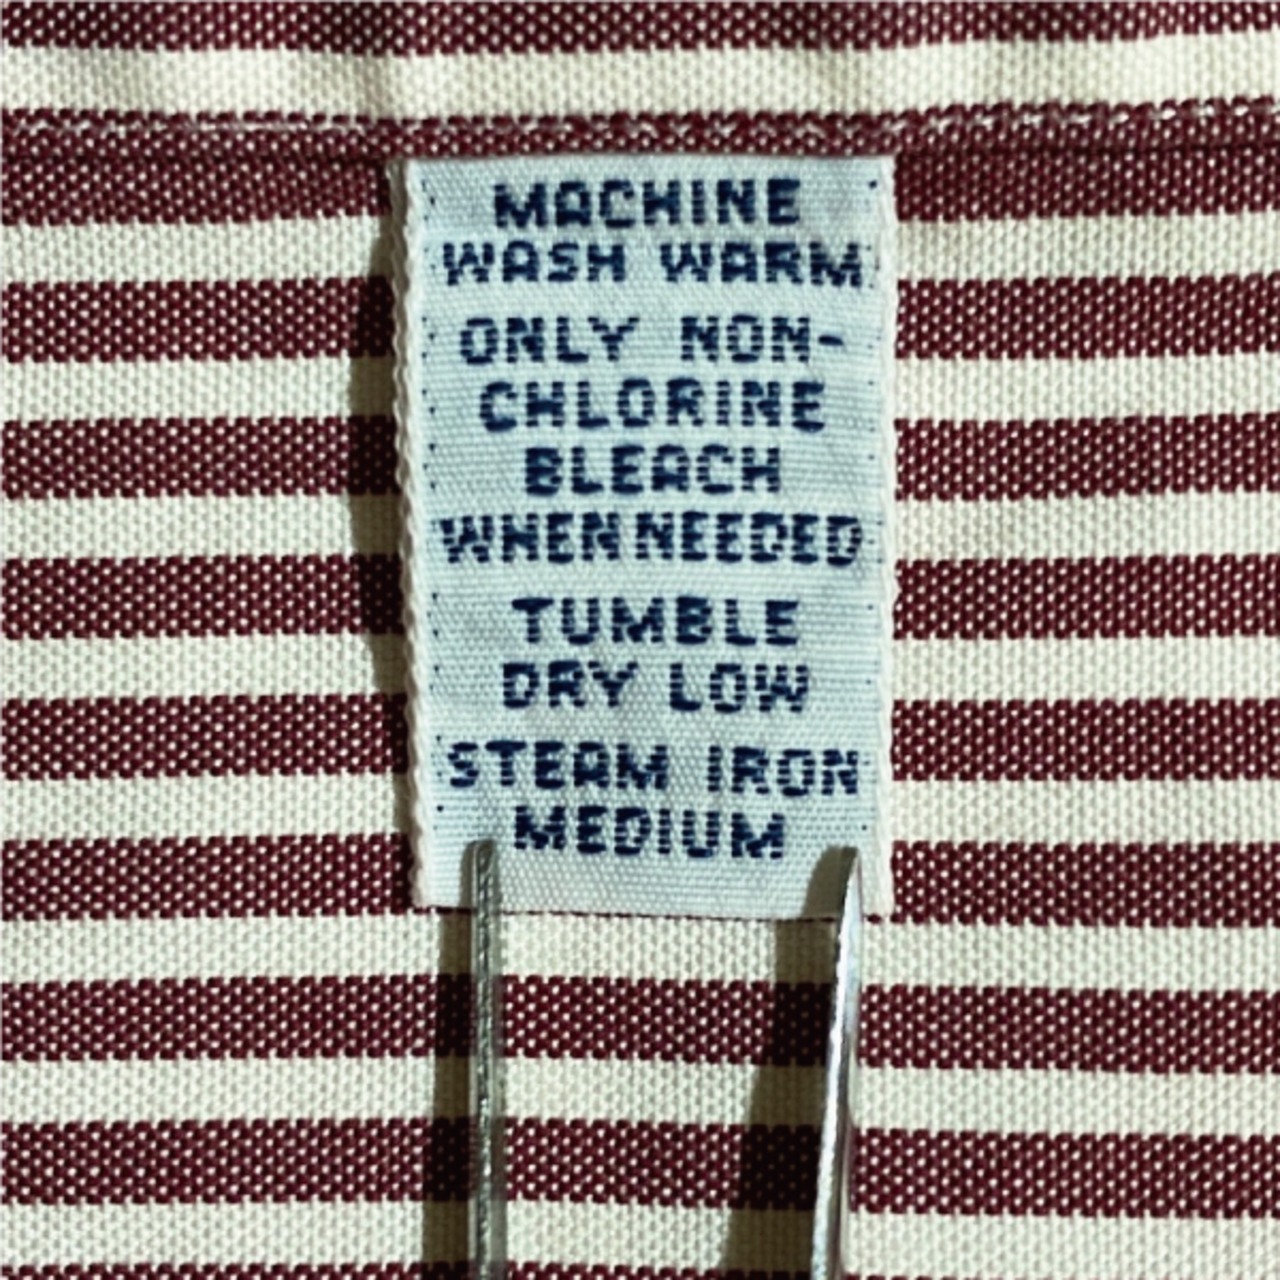 MACHINE
WASH WARM
ONLY NON-
CHLORINE
BLEACH
WHEN NEEDED
TUMBLE
DRY LOW
STEAM IRON
MEDIUM